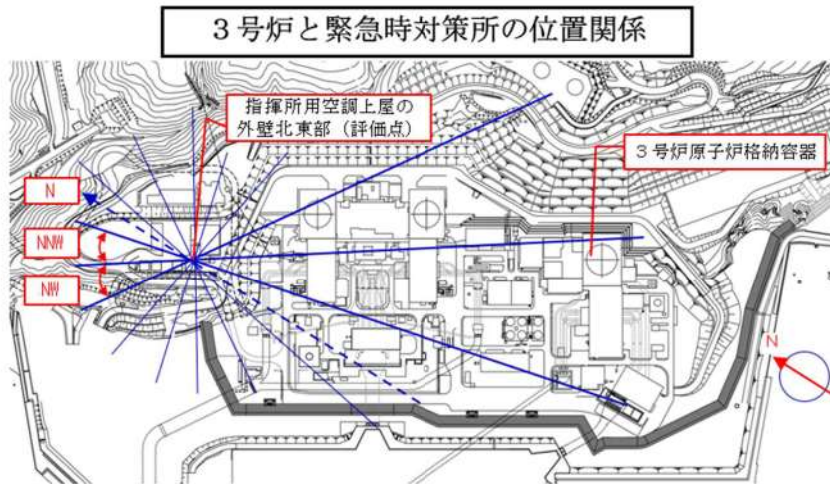 ３号炉と緊急時対策所の位置関係
指揮所用空調上屋の
外壁北東部（評価点）
３号炉原子炉格納容器
N
NNW
NW
N